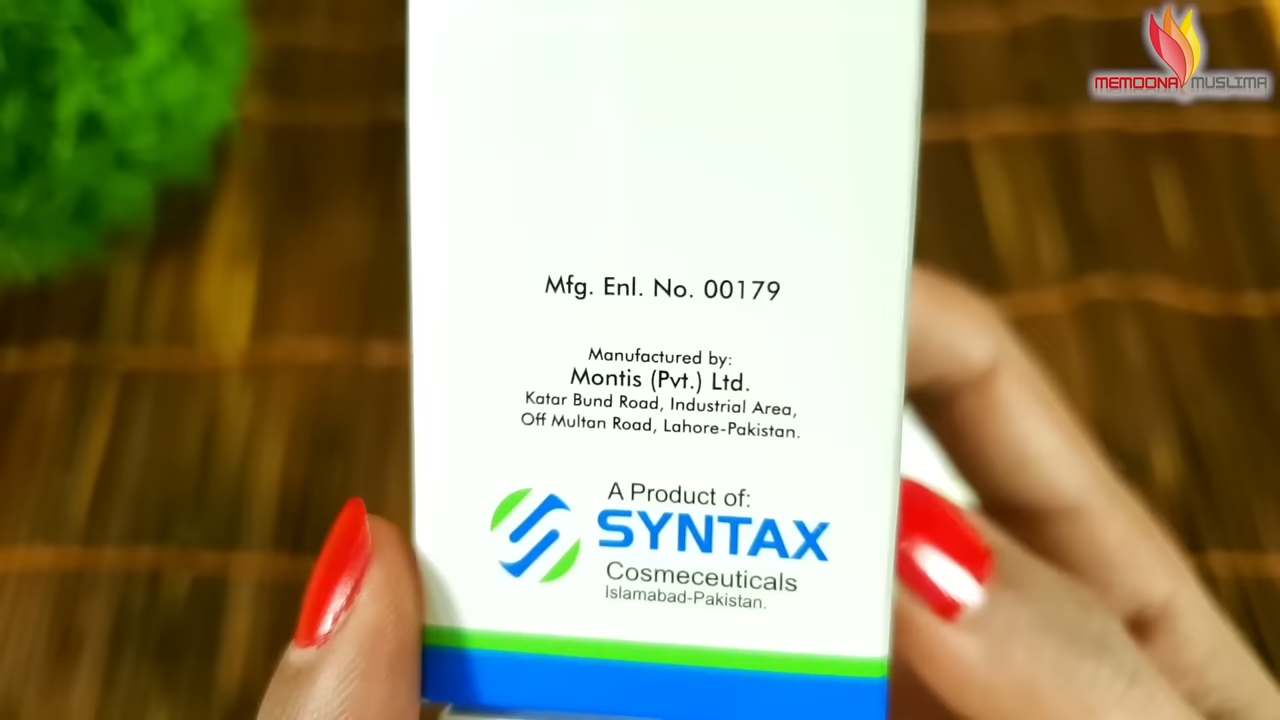 MEMOONA MUSLIMA
Mfg. Enl. No. 00179
Manufactured by:
Montis (Pvt.) Ltd.
Katar Bund Road, Industrial Area,
Off Multan Road, Lahore-Pakistan.
A Product of:
SYNTAX
Cosmeceuticals
Islamabad-Pakistan.